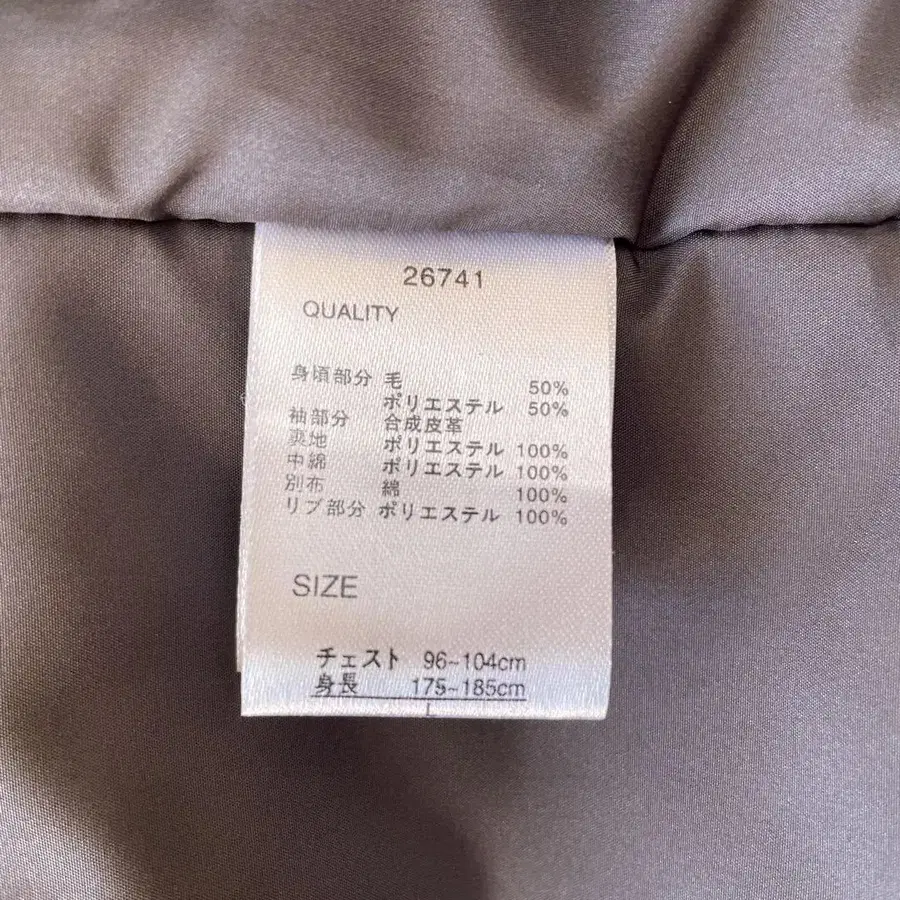 26741
QUALITY
身頃部分 毛 50%
ポリエステル 50%
袖部分 合成皮革
裏地 ポリエステル 100%
中綿 ポリエステル 100%
別布 綿 100%
リブ部分 ポリエステル 100%
SIZE
チェスト 96~104cm
身長 175~185cm
L